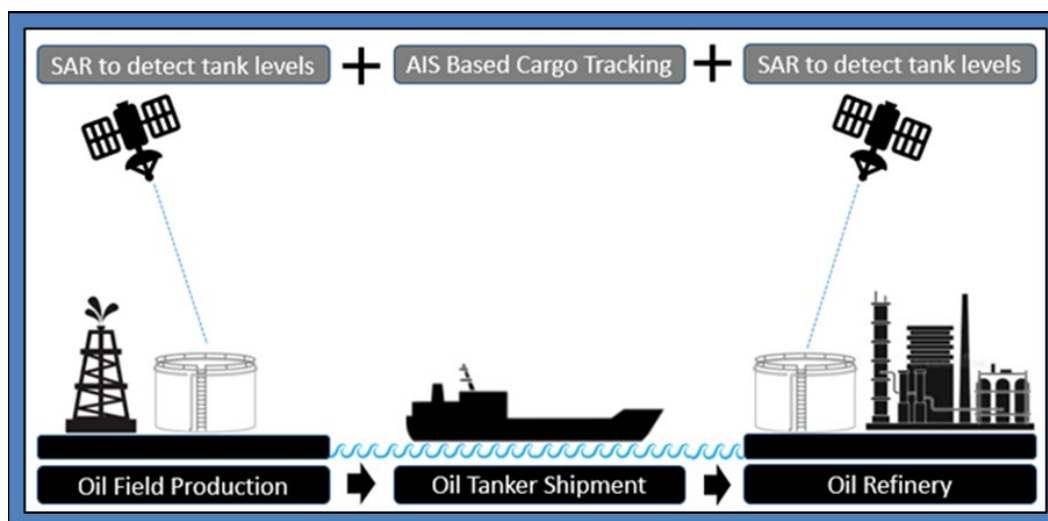 SAR to detect tank levels
+
AIS Based Cargo Tracking
+
SAR to detect tank levels
Oil Field Production
Oil Tanker Shipment
Oil Refinery